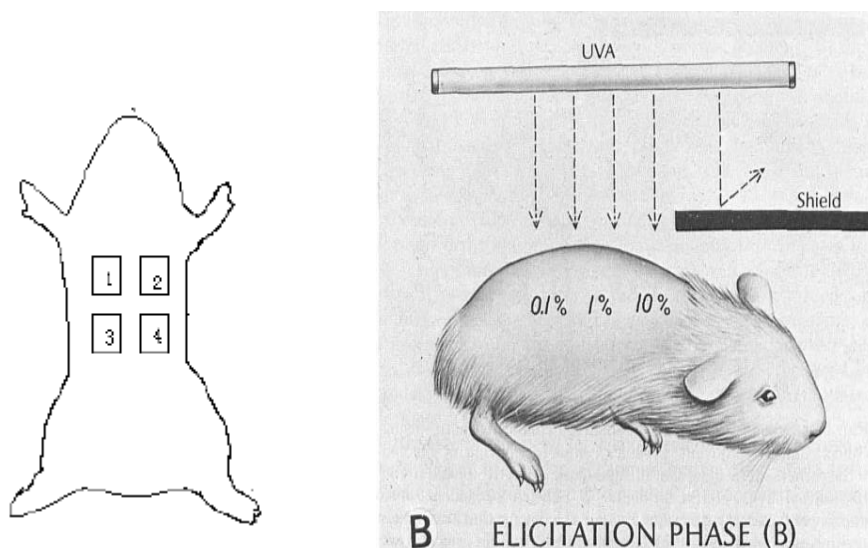 1 2
3 4
UVA
Shield
0.1% 1% 10%
B ELICITATION PHASE (B)